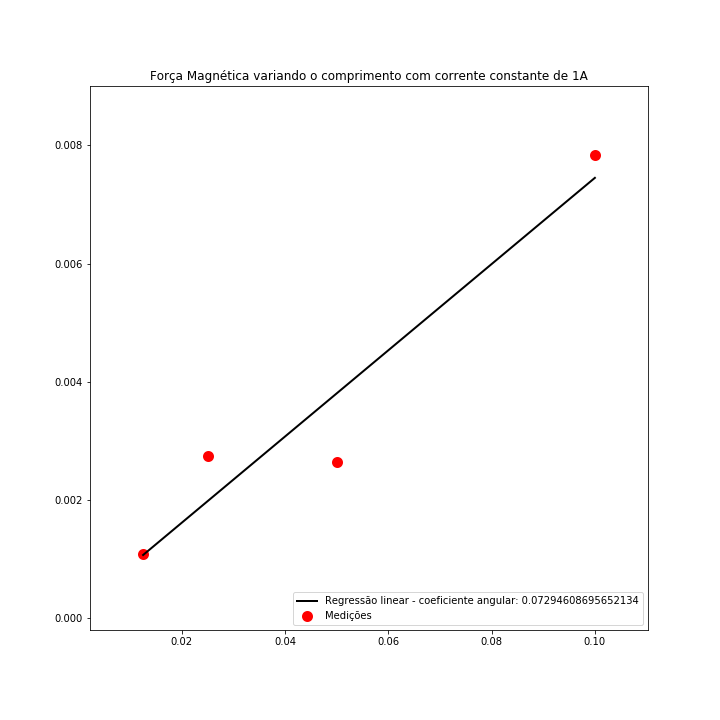 Força Magnética variando o comprimento com corrente constante de 1A
0.008
0.006
0.004
0.002
0.000
Regressão linear - coeficiente angular: 0.07294608695652134
Medições
0.02 0.04 0.06 0.08 0.10